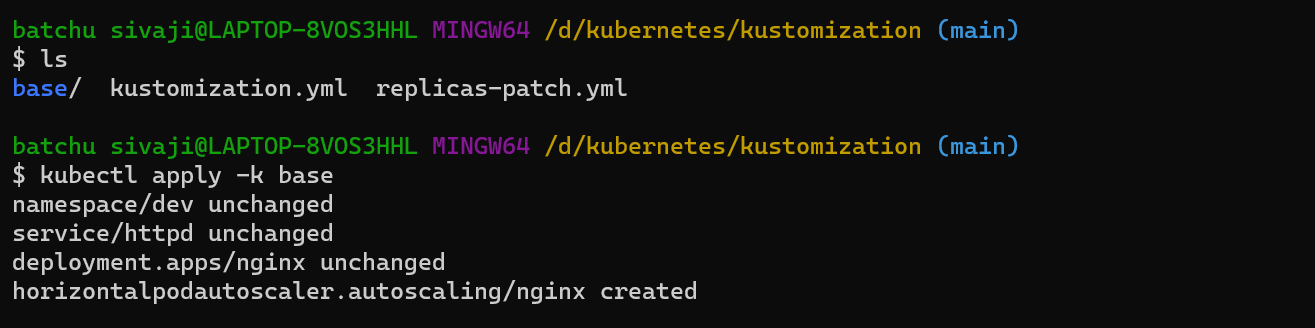 batchu sivaji@LAPTOP-8VOS3HHL MINGW64 /d/kubernetes/kustomization (main)
$ ls
base/  kustomization.yml  replicas-patch.yml
batchu sivaji@LAPTOP-8VOS3HHL MINGW64 /d/kubernetes/kustomization (main)
$ kubectl apply -k base
namespace/dev unchanged
service/httpd unchanged
deployment.apps/nginx unchanged
horizontalpodautoscaler.autoscaling/nginx created